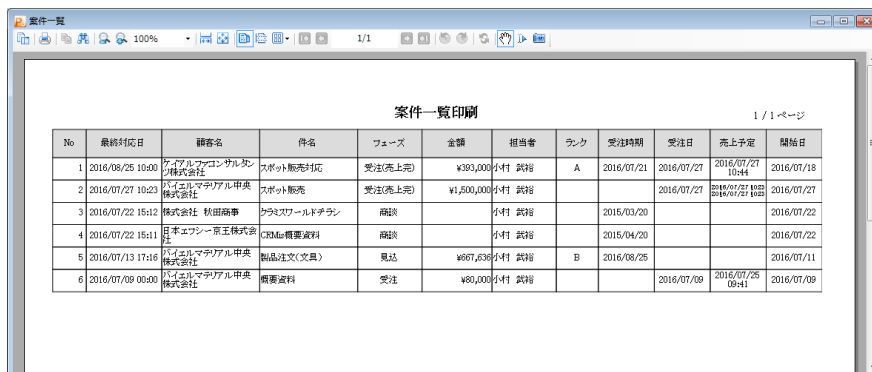 案件一覧
100%
1/1
案件一覧印刷
1 / 1 ページ
No 最終対応日 顧客名 件名 フェーズ 金額 担当者 ランク 受注時期 受注日 売上予定 開始日
1 2016/08/25 10:00 ケイアルファコンサルタンツ株式会社 スポット販売対応 受注(売上完) ¥393,000 小村 武裕 A 2016/07/21 2016/07/27 2016/07/27 10:44 2016/07/18
2 2016/07/27 10:23 バイエルマテリアル中央株式会社 スポット販売 受注(売上完) ¥1,500,000 小村 武裕 2016/07/27 2016/07/27 10:23 2016/07/27 10:23 2016/07/27
3 2016/07/22 15:12 株式会社 秋田商事 クラミスワールドチラシ 商談 小村 武裕 2015/03/20 2016/07/22
4 2016/07/22 15:11 日本エフシー京王株式会社 CRMis概要資料 商談 小村 武裕 2015/04/20 2016/07/22
5 2016/07/13 17:16 バイエルマテリアル中央株式会社 製品注文(文具) 見込 ¥667,636 小村 武裕 B 2016/08/25 2016/07/11
6 2016/07/09 00:00 バイエルマテリアル中央株式会社 概要資料 受注 ¥80,000 小村 武裕 2016/07/09 2016/07/25 09:41 2016/07/09